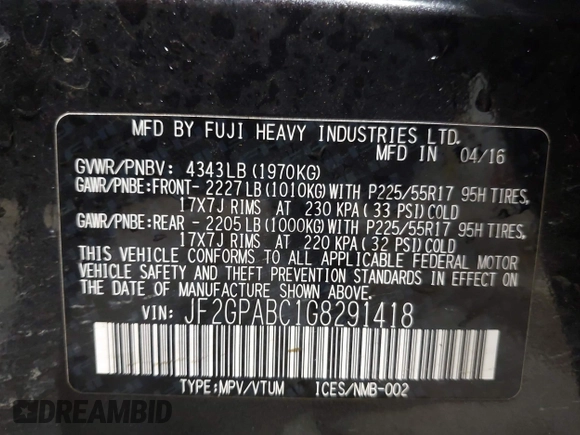 MFD BY FUJI HEAVY INDUSTRIES LTD.
MFD IN 04/16
GVWR/PNBV: 4343LB (1970KG)
GAWR/PNBE:FRONT- 2227LB (1010KG) WITH P225/55R17 95H TIRES,
17X7J RIMS AT 230 KPA (33 PSI) COLD
GAWR/PNBE:REAR - 2205LB (1000KG) WITH P225/55R17 95H TIRES,
17X7J RIMS AT 220 KPA (32 PSI) COLD
THIS VEHICLE CONFORMS TO ALL APPLICABLE FEDERAL MOTOR
VEHICLE SAFETY AND THEFT PREVENTION STANDARDS IN EFFECT ON
THE DATE OF MANUFACTURE SHOWN ABOVE.
VIN: JF2GPABC1G8291418
TYPE:MPV/VTUM ICES/NMB-002
DREAMBID